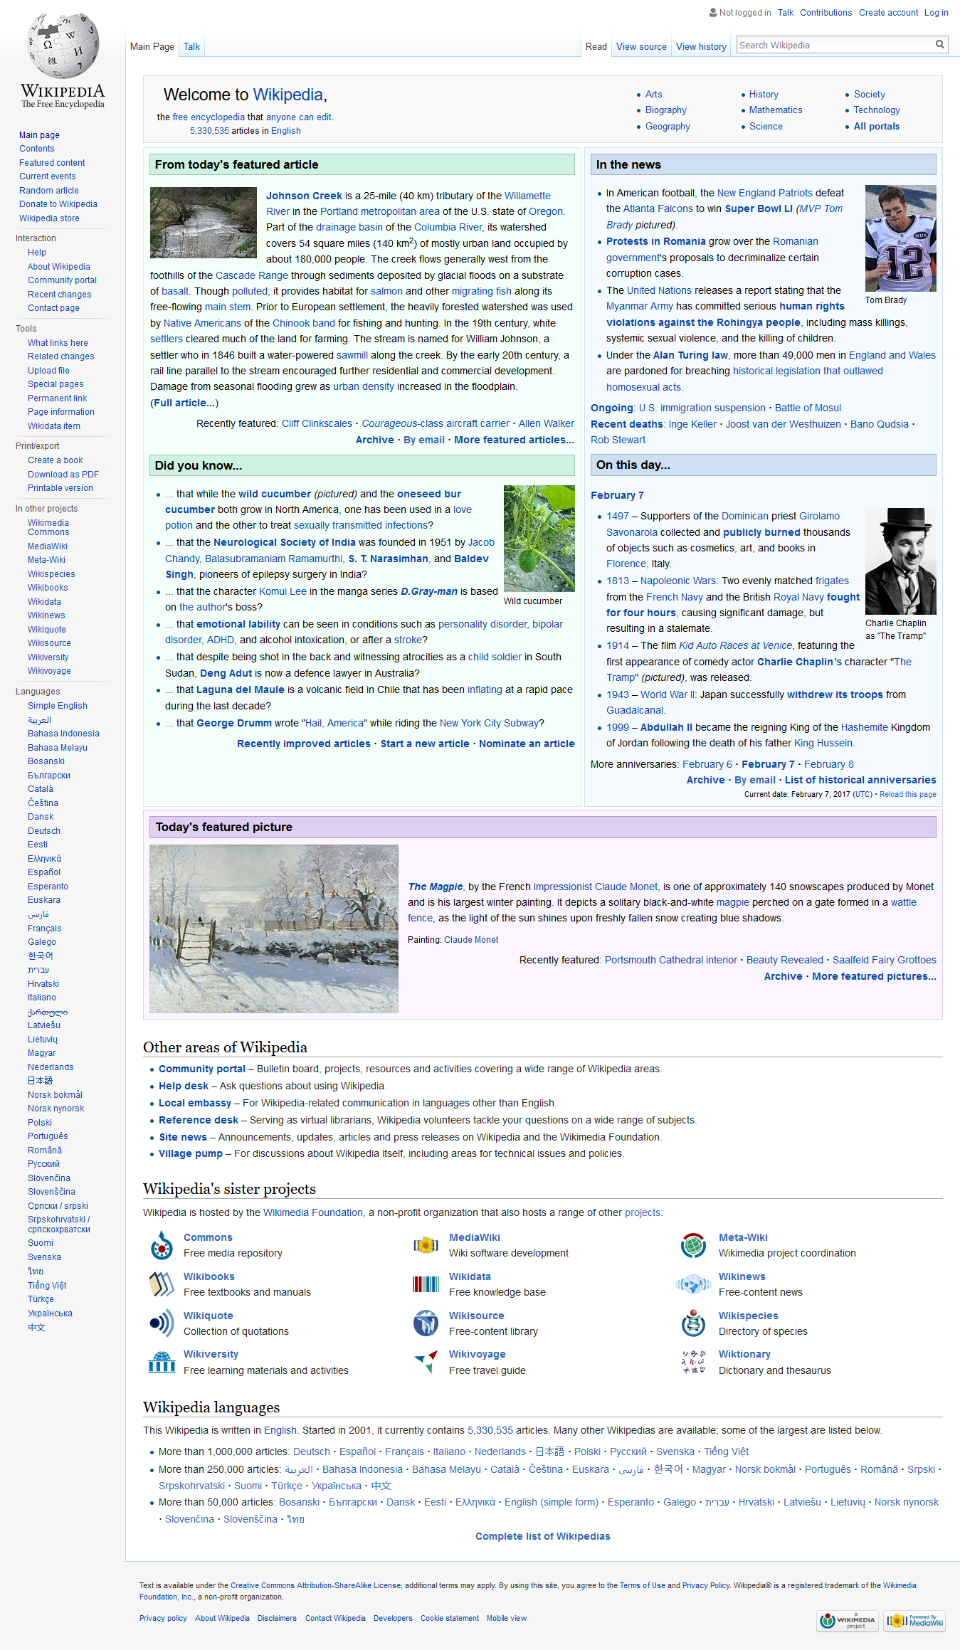 Not logged in Talk Contributions Create account Log in
Main Page Talk Read View source View history Search Wikipedia
WIKIPEDIA
The Free Encyclopedia
Main page
Contents
Featured content
Current events
Random article
Donate to Wikipedia
Wikipedia store
Interaction
Help
About Wikipedia
Community portal
Recent changes
Contact page
Tools
What links here
Related changes
Upload file
Special pages
Permanent link
Page information
Wikidata item
Print/export
Create a book
Download as PDF
Printable version
In other projects
Wikimedia
Commons
MediaWiki
Meta-Wiki
Wikispecies
Wikibooks
Wikidata
Wikinews
Wikiquote
Wikisource
Wikiversity
Wikivoyage
Languages
Simple English
العربية
Bahasa Indonesia
Bahasa Melayu
Bosanski
Български
Català
Čeština
Dansk
Deutsch
Eesti
Ελληνικά
Español
Esperanto
Euskara
فارسی
Français
Galego
한국어
עברית
Hrvatski
Italiano
ქართული
Latviešu
Lietuvių
Magyar
Nederlands
日本語
Norsk bokmål
Norsk nynorsk
Polski
Português
Română
Русский
Slovenčina
Slovenščina
Српски / srpski
Srpskohrvatski /
српскохрватски
Suomi
Svenska
ไทย
Tiếng Việt
Türkçe
Українська
中文
Welcome to Wikipedia,
the free encyclopedia that anyone can edit.
5,330,535 articles in English
Arts History Society
Biography Mathematics Technology
Geography Science All portals
From today's featured article
Johnson Creek is a 25-mile (40 km) tributary of the Willamette
River in the Portland metropolitan area of the U.S. state of Oregon.
Part of the drainage basin of the Columbia River, its watershed
covers 54 square miles (140 km²) of mostly urban land occupied by
about 180,000 people. The creek flows generally west from the
foothills of the Cascade Range through sediments deposited by glacial floods on a substrate
of basalt. Though polluted, it provides habitat for salmon and other migrating fish along its
free-flowing main stem. Prior to European settlement, the heavily forested watershed was used
by Native Americans of the Chinook band for fishing and hunting. In the 19th century, white
settlers cleared much of the land for farming. The stream is named for William Johnson, a
settler who in 1846 built a water-powered sawmill along the creek. By the early 20th century, a
rail line parallel to the stream encouraged further residential and commercial development.
Damage from seasonal flooding grew as urban density increased in the floodplain.
(Full article...)
Recently featured: Cliff Clinkscales · Courageous-class aircraft carrier · Allen Walker
Archive · By email · More featured articles...
Did you know...
... that while the wild cucumber (pictured) and the oneseed bur
cucumber both grow in North America, one has been used in a love
potion and the other to treat sexually transmitted infections?
... that the Neurological Society of India was founded in 1951 by Jacob
Chandy, Balasubramaniam Ramamurthi, S. T. Narasimhan, and Baldev
Singh, pioneers of epilepsy surgery in India?
... that the character Komui Lee in the manga series D.Gray-man is based
on the author's boss?
Wild cucumber
... that emotional lability can be seen in conditions such as personality disorder, bipolar
disorder, ADHD, and alcohol intoxication, or after a stroke?
... that despite being shot in the back and witnessing atrocities as a child soldier in South
Sudan, Deng Adut is now a defence lawyer in Australia?
... that Laguna del Maule is a volcanic field in Chile that has been inflating at a rapid pace
during the last decade?
... that George Drumm wrote "Hail, America" while riding the New York City Subway?
Recently improved articles · Start a new article · Nominate an article
In the news
In American football, the New England Patriots defeat
the Atlanta Falcons to win Super Bowl LI (MVP Tom
Brady pictured).
Protests in Romania grow over the Romanian
government's proposals to decriminalize certain
corruption cases.
The United Nations releases a report stating that the
Myanmar Army has committed serious human rights
violations against the Rohingya people, including mass killings,
systemic sexual violence, and the killing of children.
12
Tom Brady
Under the Alan Turing law, more than 49,000 men in England and Wales
are pardoned for breaching historical legislation that outlawed
homosexual acts.
Ongoing: U.S. immigration suspension · Battle of Mosul
Recent deaths: Inge Keller · Joost van der Westhuizen · Bano Qudsia ·
Rob Stewart
On this day...
February 7
1497 – Supporters of the Dominican priest Girolamo
Savonarola collected and publicly burned thousands
of objects such as cosmetics, art, and books in
Florence, Italy.
1813 – Napoleonic Wars: Two evenly matched frigates
from the French Navy and the British Royal Navy fought
for four hours, causing significant damage, but
resulting in a stalemate.
Charlie Chaplin
as "The Tramp"
1914 – The film Kid Auto Races at Venice, featuring the
first appearance of comedy actor Charlie Chaplin's character "The
Tramp" (pictured), was released.
1943 – World War II: Japan successfully withdrew its troops from
Guadalcanal.
1999 – Abdullah II became the reigning King of the Hashemite Kingdom
of Jordan following the death of his father King Hussein.
More anniversaries: February 6 · February 7 · February 8
Archive · By email · List of historical anniversaries
Current date: February 7, 2017 (UTC) · Reload this page
Today's featured picture
The Magpie, by the French Impressionist Claude Monet, is one of approximately 140 snowscapes produced by Monet
and is his largest winter painting. It depicts a solitary black-and-white magpie perched on a gate formed in a wattle
fence, as the light of the sun shines upon freshly fallen snow creating blue shadows.
Painting: Claude Monet
Recently featured: Portsmouth Cathedral interior · Beauty Revealed · Saalfeld Fairy Grottoes
Archive · More featured pictures...
Other areas of Wikipedia
Community portal – Bulletin board, projects, resources and activities covering a wide range of Wikipedia areas.
Help desk – Ask questions about using Wikipedia.
Local embassy – For Wikipedia-related communication in languages other than English.
Reference desk – Serving as virtual librarians, Wikipedia volunteers tackle your questions on a wide range of subjects.
Site news – Announcements, updates, articles and press releases on Wikipedia and the Wikimedia Foundation.
Village pump – For discussions about Wikipedia itself, including areas for technical issues and policies.
Wikipedia's sister projects
Wikipedia is hosted by the Wikimedia Foundation, a non-profit organization that also hosts a range of other projects:
Commons MediaWiki Meta-Wiki
Free media repository Wiki software development Wikimedia project coordination
Wikibooks Wikidata Wikinews
Free textbooks and manuals Free knowledge base Free-content news
Wikiquote Wikisource Wikispecies
Collection of quotations Free-content library Directory of species
Wikiversity Wikivoyage Wiktionary
Free learning materials and activities Free travel guide Dictionary and thesaurus
Wikipedia languages
This Wikipedia is written in English. Started in 2001, it currently contains 5,330,535 articles. Many other Wikipedias are available; some of the largest are listed below.
More than 1,000,000 articles: Deutsch · Español · Français · Italiano · Nederlands · 日本語 · Polski · Русский · Svenska · Tiếng Việt
More than 250,000 articles: العربية · Bahasa Indonesia · Bahasa Melayu · Català · Čeština · Euskara · فارسی · 한국어 · Magyar · Norsk bokmål · Português · Română · Srpski ·
Srpskohrvatski · Suomi · Türkçe · Українська · 中文
More than 50,000 articles: Bosanski · Български · Dansk · Eesti · Ελληνικά · English (simple form) · Esperanto · Galego · עברית · Hrvatski · Latviešu · Lietuvių · Norsk nynorsk
· Slovenčina · Slovenščina · ไทย
Complete list of Wikipedias
Text is available under the Creative Commons Attribution-ShareAlike License; additional terms may apply. By using this site, you agree to the Terms of Use and Privacy Policy. Wikipedia® is a registered trademark of the Wikimedia
Foundation, Inc., a non-profit organization.
Privacy policy About Wikipedia Disclaimers Contact Wikipedia Developers Cookie statement Mobile view
A WIKIMEDIA project Powered By MediaWiki